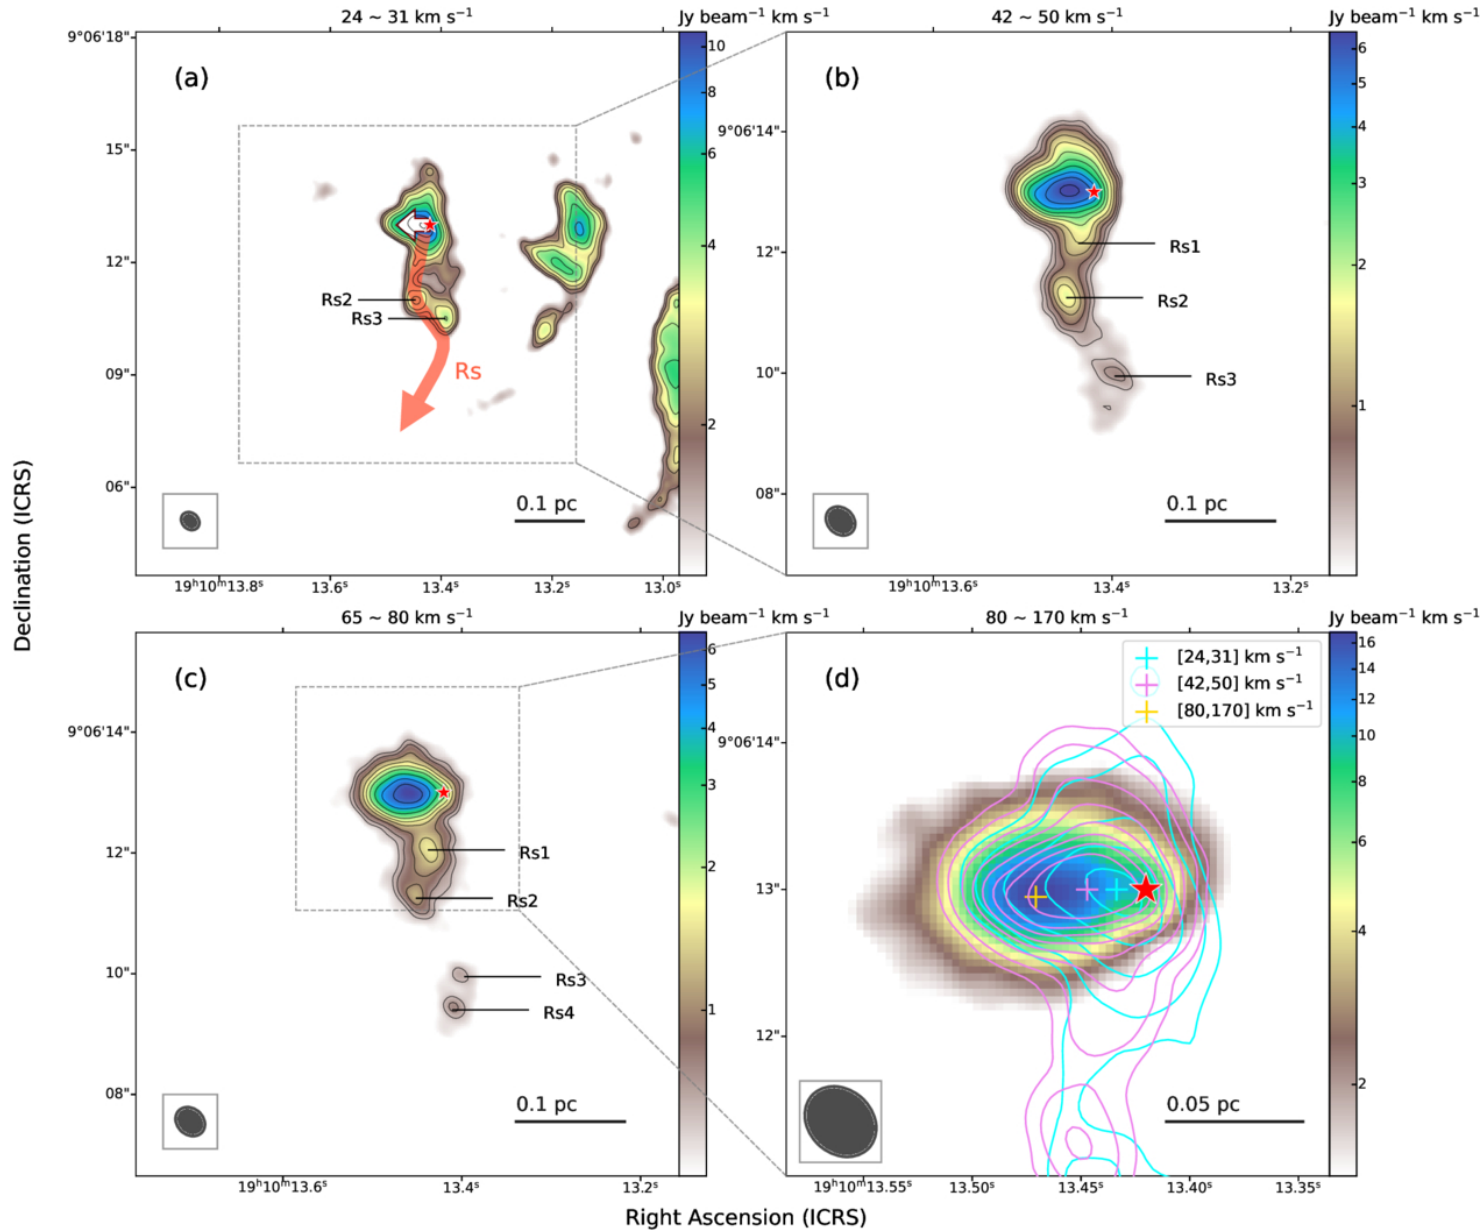 24 ~ 31 km s⁻¹
Jy beam⁻¹ km s⁻¹
42 ~ 50 km s⁻¹
Jy beam⁻¹ km s⁻¹
(a)
9°06'18"
15"
12"
09"
06"
Rs2
Rs3
Rs
0.1 pc
10
8
6
4
2
19ʰ10ᵐ13.8ˢ
13.6ˢ
13.4ˢ
13.2ˢ
13.0ˢ
(b)
9°06'14"
12"
10"
08"
Rs1
Rs2
Rs3
0.1 pc
6
5
4
3
2
1
19ʰ10ᵐ13.6ˢ
13.4ˢ
13.2ˢ
Declination (ICRS)
65 ~ 80 km s⁻¹
Jy beam⁻¹ km s⁻¹
80 ~ 170 km s⁻¹
Jy beam⁻¹ km s⁻¹
(c)
9°06'14"
12"
10"
08"
Rs1
Rs2
Rs3
Rs4
0.1 pc
6
5
4
3
2
1
19ʰ10ᵐ13.6ˢ
13.4ˢ
13.2ˢ
(d)
[24,31] km s⁻¹
[42,50] km s⁻¹
[80,170] km s⁻¹
9°06'14"
13"
12"
0.05 pc
16
14
12
10
8
6
4
2
19ʰ10ᵐ13.55ˢ
13.50ˢ
13.45ˢ
13.40ˢ
13.35ˢ
Right Ascension (ICRS)